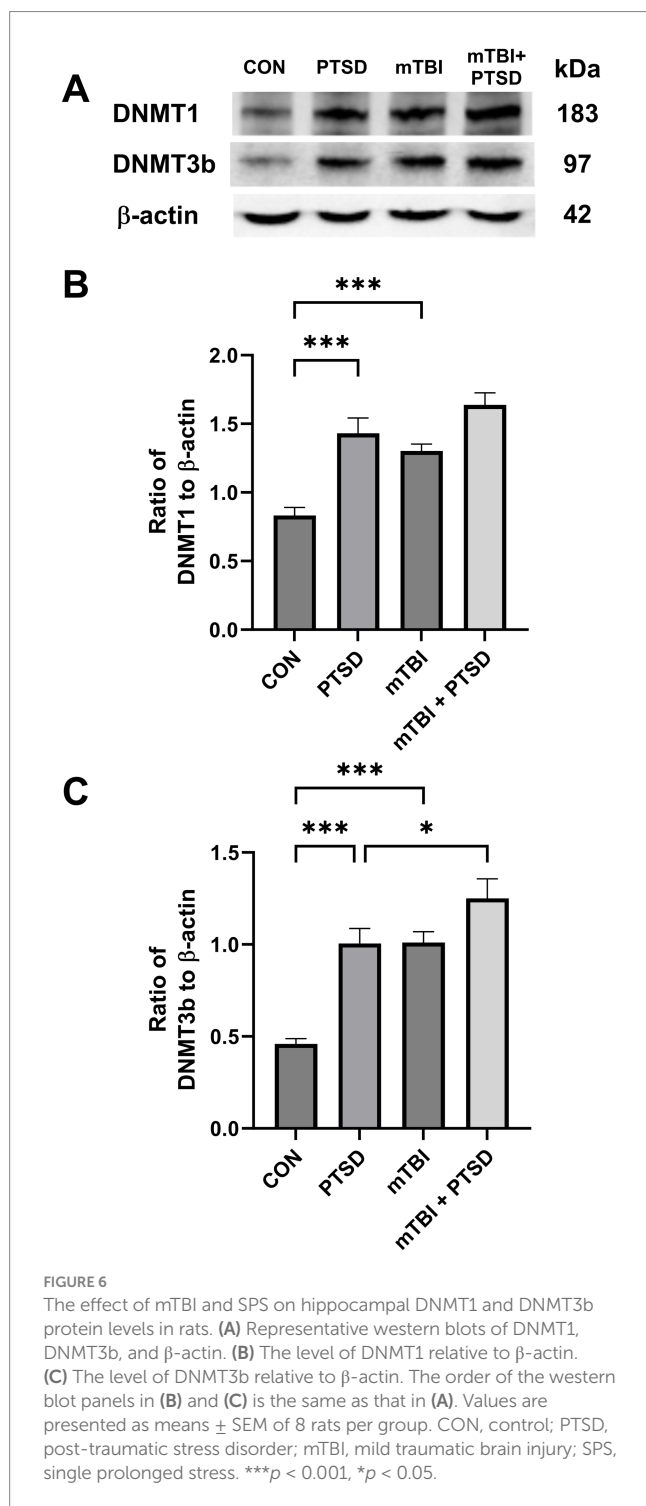 A
CON PTSD mTBI mTBI+ PTSD kDa
DNMT1 183
DNMT3b 97
β-actin 42
B
***
***
Ratio of
DNMT1 to β-actin
2.0
1.5
1.0
0.5
0.0
CON
PTSD
mTBI
mTBI + PTSD
C
***
***
*
Ratio of
DNMT3b to β-actin
1.5
1.0
0.5
0.0
CON
PTSD
mTBI
mTBI + PTSD
FIGURE 6
The effect of mTBI and SPS on hippocampal DNMT1 and DNMT3b
protein levels in rats. (A) Representative western blots of DNMT1,
DNMT3b, and β-actin. (B) The level of DNMT1 relative to β-actin.
(C) The level of DNMT3b relative to β-actin. The order of the western
blot panels in (B) and (C) is the same as that in (A). Values are
presented as means ± SEM of 8 rats per group. CON, control; PTSD,
post-traumatic stress disorder; mTBI, mild traumatic brain injury; SPS,
single prolonged stress. ***p < 0.001, *p < 0.05.